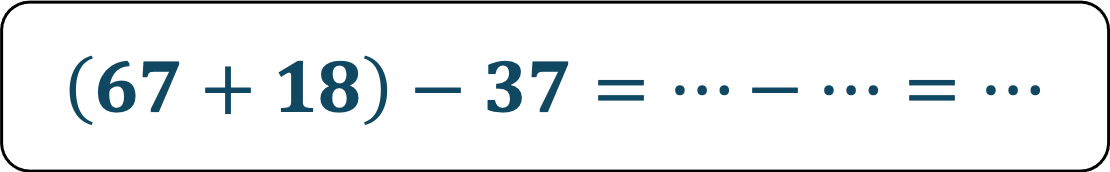 (67 + 18) − 37 = ⋯ − ⋯ = ⋯